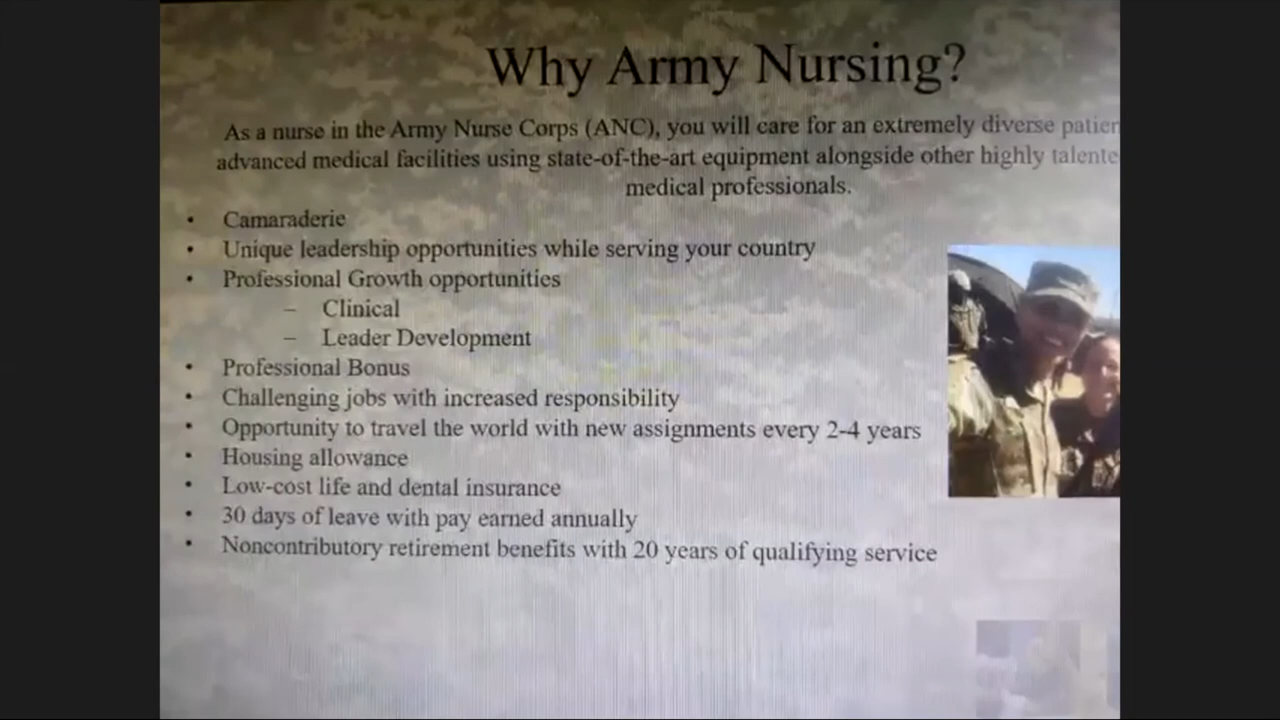 Why Army Nursing?
As a nurse in the Army Nurse Corps (ANC), you will care for an extremely diverse
advanced medical facilities using state-of-the-art equipment alongside other highly
medical professionals.
• Camaraderie
• Unique leadership opportunities while serving your country
• Professional Growth opportunities
– Clinical
– Leader Development
• Professional Bonus
• Challenging jobs with increased responsibility
• Opportunity to travel the world with new assignments every 2-4 years
• Housing allowance
• Low-cost life and dental insurance
• 30 days of leave with pay earned annually
• Noncontributory retirement benefits with 20 years of qualifying service